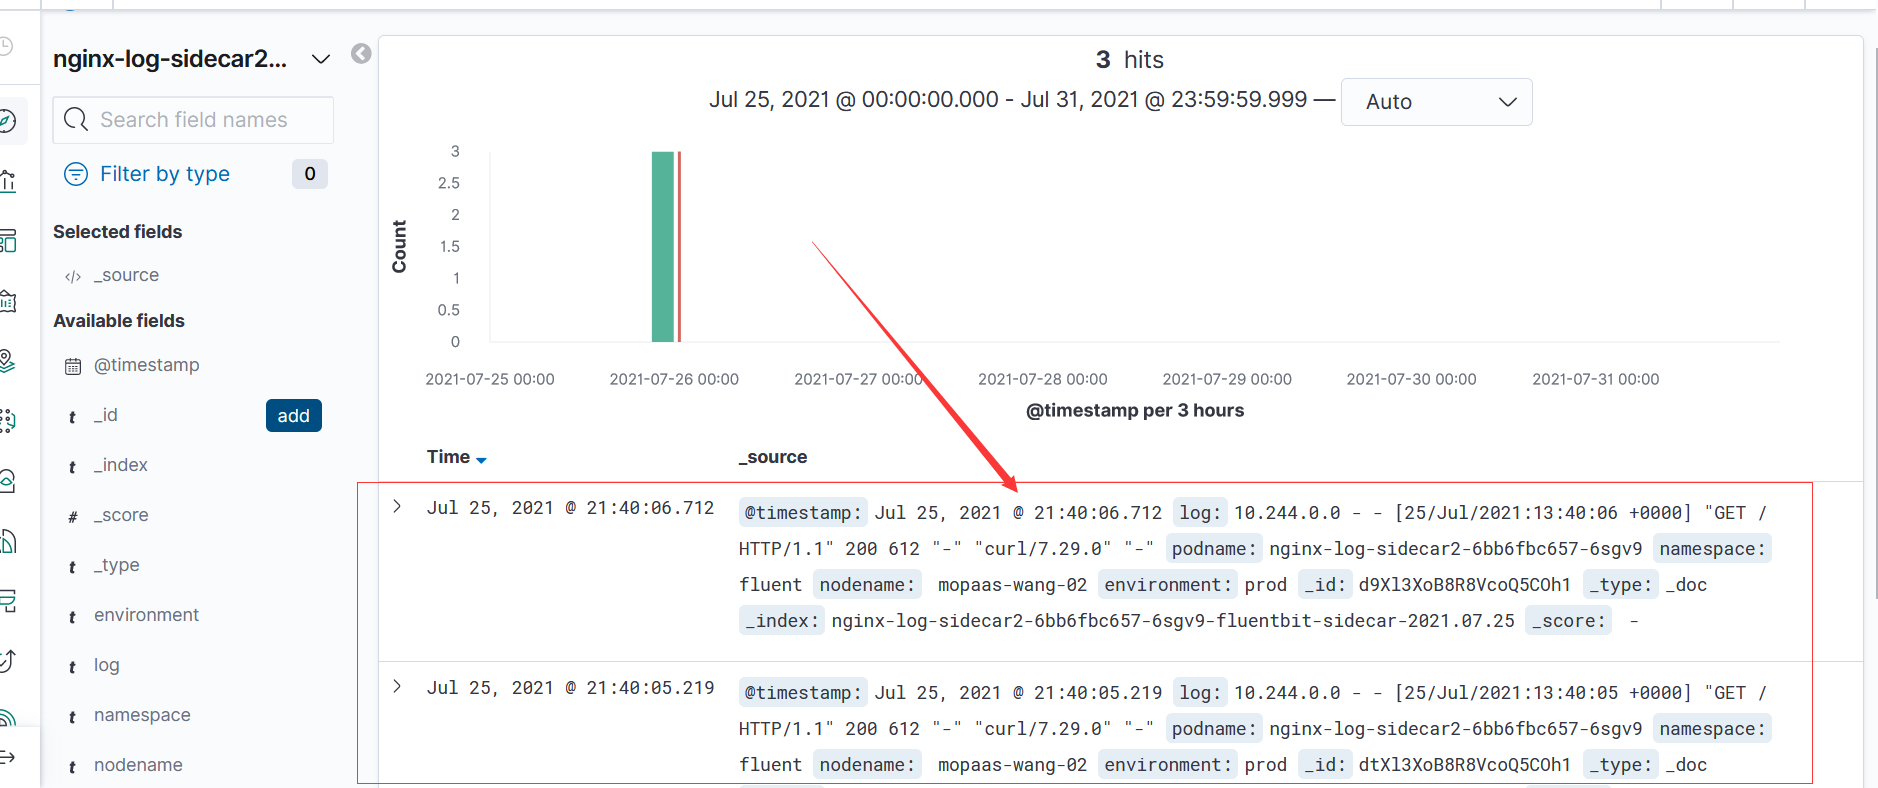 nginx-log-sidecar2...
Search field names
Filter by type 0
Selected fields
_source
Available fields
@timestamp
t _id add
t _index
# _score
t _type
t environment
t log
t namespace
t nodename
3 hits
Jul 25, 2021 @ 00:00:00.000 - Jul 31, 2021 @ 23:59:59.999 — Auto
Count
3
2.5
2
1.5
1
0.5
0
2021-07-25 00:00 2021-07-26 00:00 2021-07-27 00:00 2021-07-28 00:00 2021-07-29 00:00 2021-07-30 00:00 2021-07-31 00:00
@timestamp per 3 hours
Time _source
Jul 25, 2021 @ 21:40:06.712 @timestamp: Jul 25, 2021 @ 21:40:06.712 log: 10.244.0.0 - - [25/Jul/2021:13:40:06 +0000] "GET /
HTTP/1.1" 200 612 "-" "curl/7.29.0" "-" podname: nginx-log-sidecar2-6bb6fbc657-6sgv9 namespace:
fluent nodename: mopaas-wang-02 environment: prod _id: d9Xl3XoB8R8VcoQ5COh1 _type: _doc
_index: nginx-log-sidecar2-6bb6fbc657-6sgv9-fluentbit-sidecar-2021.07.25 _score: -
Jul 25, 2021 @ 21:40:05.219 @timestamp: Jul 25, 2021 @ 21:40:05.219 log: 10.244.0.0 - - [25/Jul/2021:13:40:05 +0000] "GET /
HTTP/1.1" 200 612 "-" "curl/7.29.0" "-" podname: nginx-log-sidecar2-6bb6fbc657-6sgv9 namespace:
fluent nodename: mopaas-wang-02 environment: prod _id: dtXl3XoB8R8VcoQ5COh1 _type: _doc